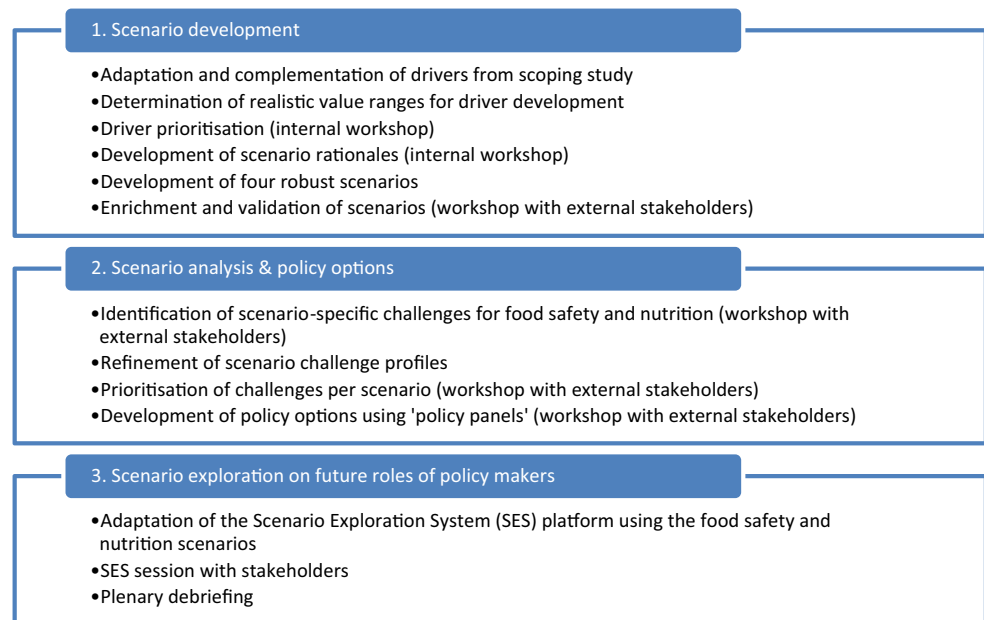 1. Scenario development
•Adaptation and complementation of drivers from scoping study
•Determination of realistic value ranges for driver development
•Driver prioritisation (internal workshop)
•Development of scenario rationales (internal workshop)
•Development of four robust scenarios
•Enrichment and validation of scenarios (workshop with external stakeholders)
2. Scenario analysis & policy options
•Identification of scenario-specific challenges for food safety and nutrition (workshop with
external stakeholders)
•Refinement of scenario challenge profiles
•Prioritisation of challenges per scenario (workshop with external stakeholders)
•Development of policy options using 'policy panels' (workshop with external stakeholders)
3. Scenario exploration on future roles of policy makers
•Adaptation of the Scenario Exploration System (SES) platform using the food safety and
nutrition scenarios
•SES session with stakeholders
•Plenary debriefing